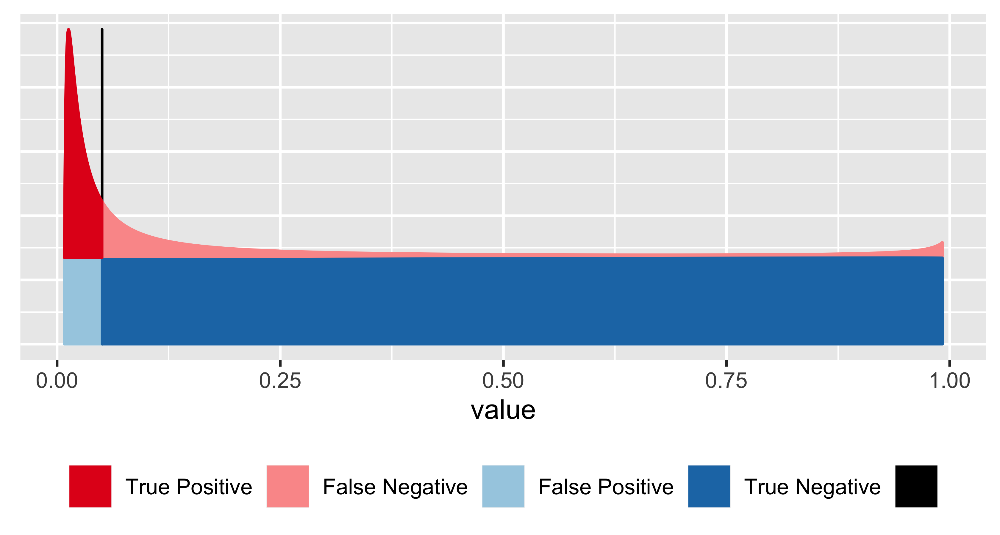 0.00 0.25 0.50 0.75 1.00
value
True Positive False Negative False Positive True Negative